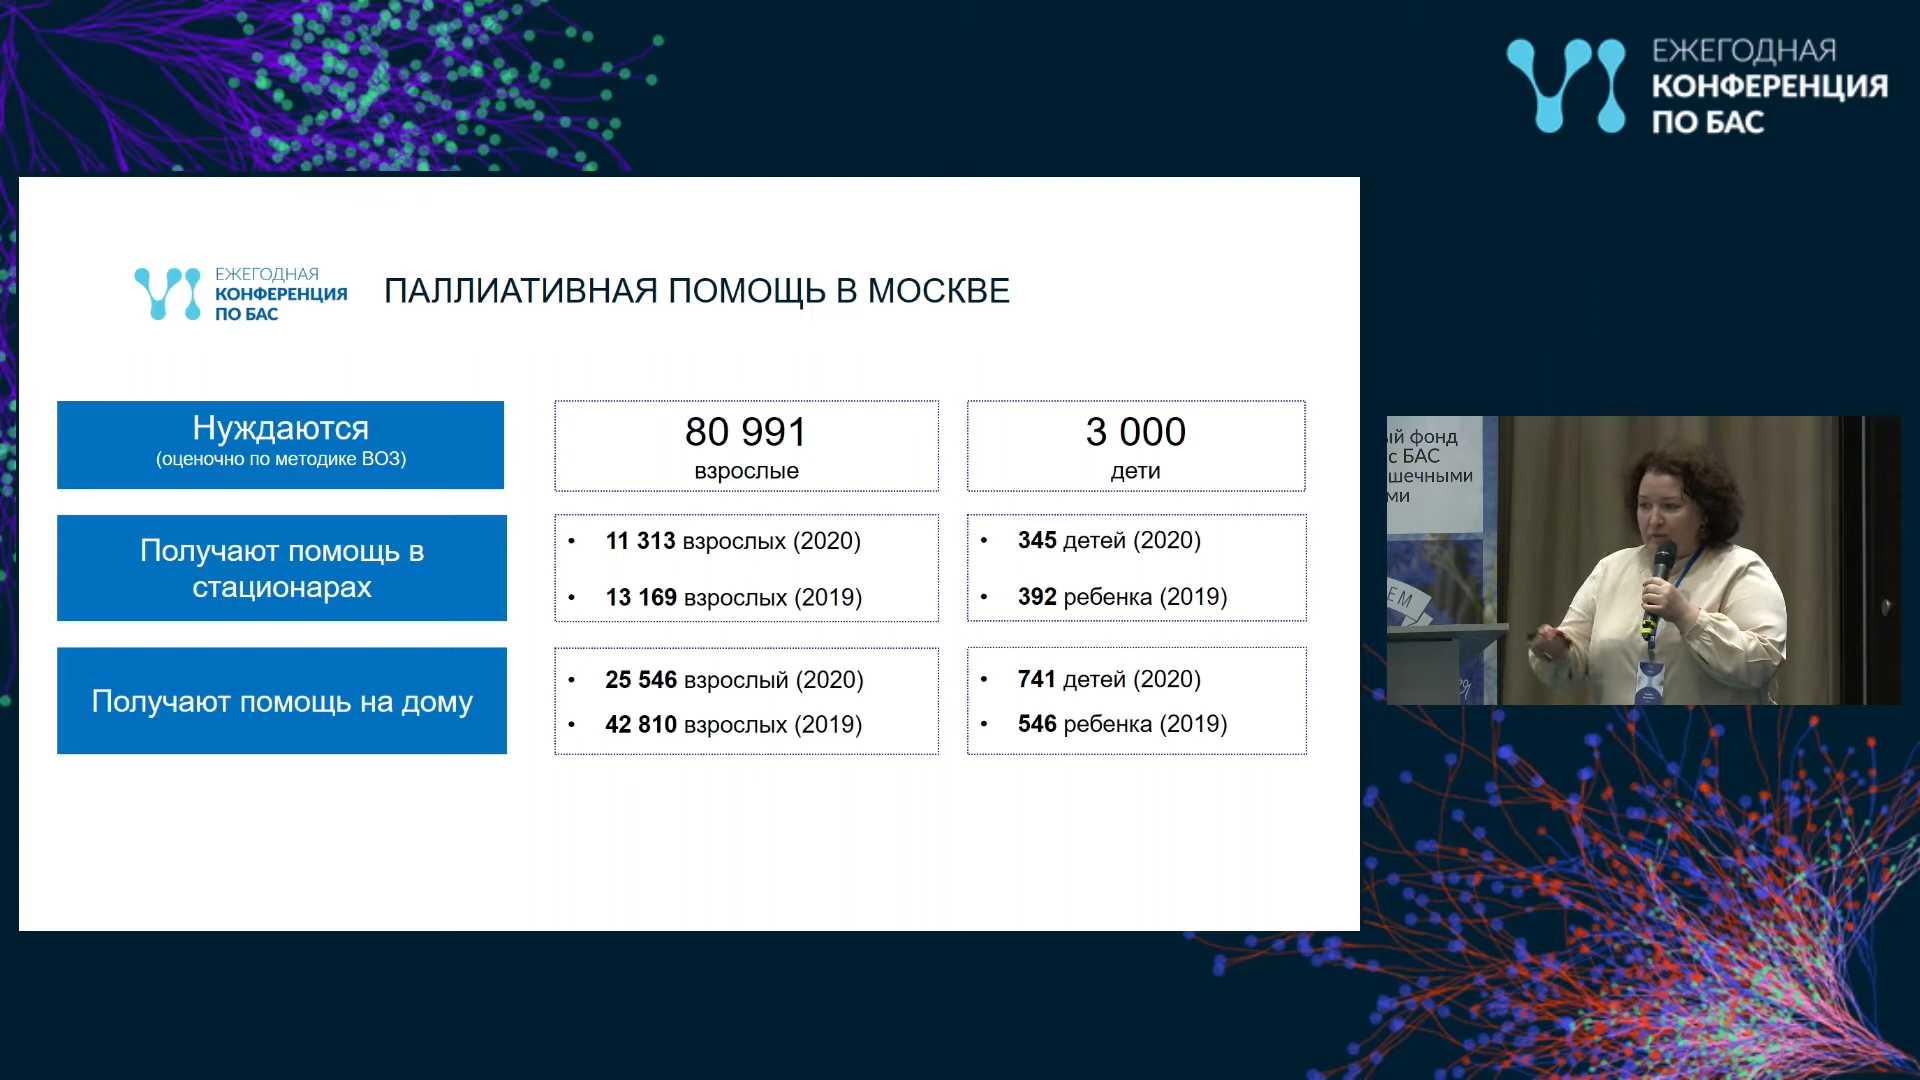 ЕЖЕГОДНАЯ
КОНФЕРЕНЦИЯ
ПО БАС
ЕЖЕГОДНАЯ
КОНФЕРЕНЦИЯ
ПО БАС
ПАЛЛИАТИВНАЯ ПОМОЩЬ В МОСКВЕ
Нуждаются
(оценочно по методике ВОЗ)
80 991
взрослые
3 000
дети
Получают помощь в
стационарах
• 11 313 взрослых (2020)
• 13 169 взрослых (2019)
• 345 детей (2020)
• 392 ребенка (2019)
Получают помощь на дому
• 25 546 взрослый (2020)
• 42 810 взрослых (2019)
• 741 детей (2020)
• 546 ребенка (2019)
ый фонд
с БАС
шечными
ми
ЕМ